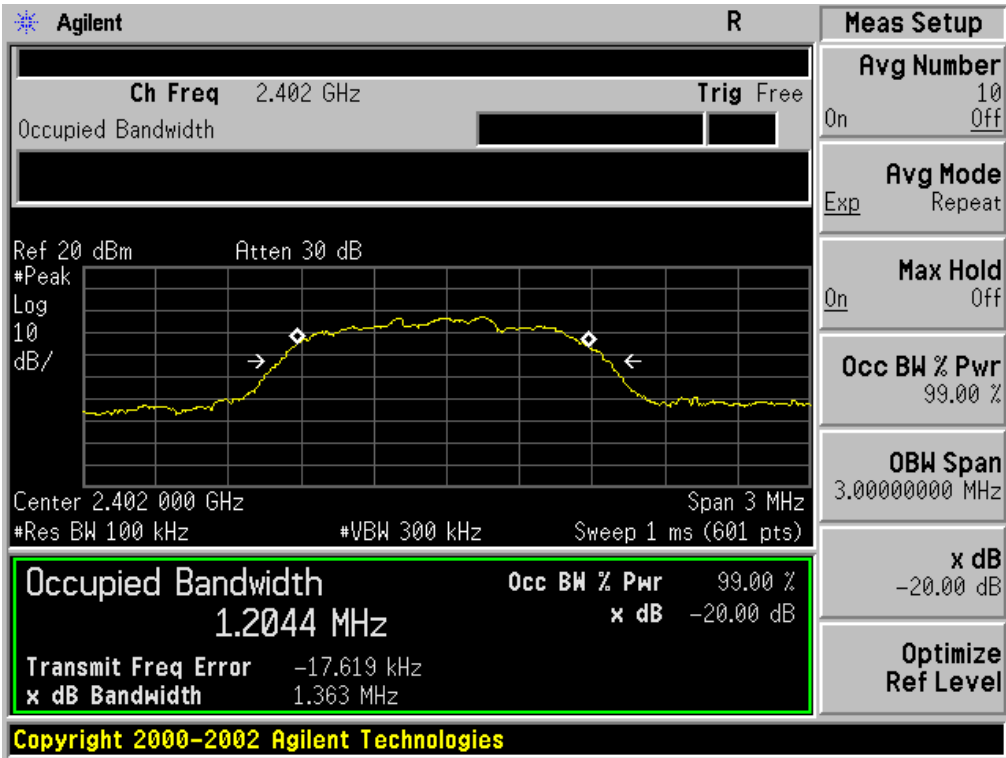 Agilent R Meas Setup
Ch Freq 2.402 GHz Trig Free
Occupied Bandwidth
Ref 20 dBm Atten 30 dB
#Peak
Log
10
dB/
Center 2.402 000 GHz Span 3 MHz
#Res BW 100 kHz #VBW 300 kHz Sweep 1 ms (601 pts)
Occupied Bandwidth Occ BW % Pwr 99.00 %
1.2044 MHz x dB -20.00 dB
Transmit Freq Error -17.619 kHz
x dB Bandwidth 1.363 MHz
Copyright 2000-2002 Agilent Technologies
Avg Number
10
On Off
Avg Mode
Exp Repeat
Max Hold
On Off
Occ BW % Pwr
99.00 %
OBW Span
3.00000000 MHz
x dB
-20.00 dB
Optimize
Ref Level